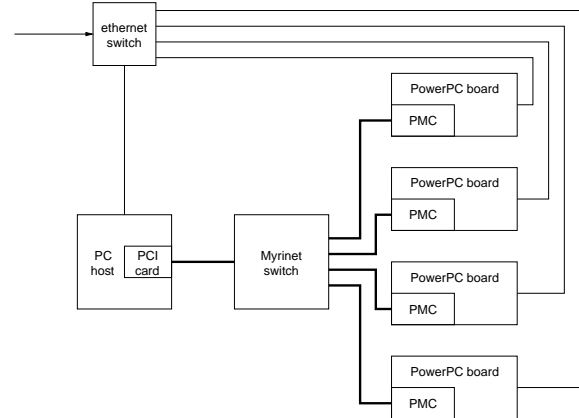 ethernet
switch
PowerPC board
PMC
PowerPC board
PMC
PC
host
PCI
card
Myrinet
switch
PowerPC board
PMC
PowerPC board
PMC